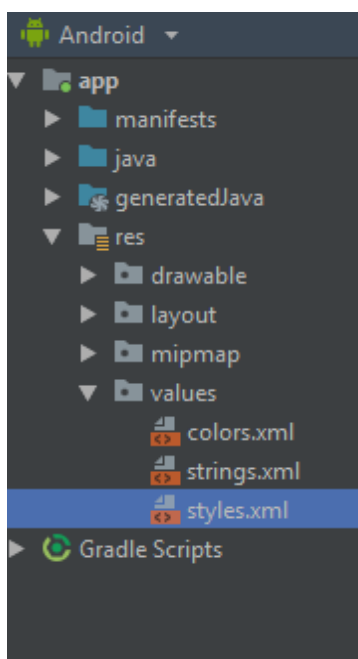 Android
app
manifests
java
generatedJava
res
drawable
layout
mipmap
values
colors.xml
strings.xml
styles.xml
Gradle Scripts